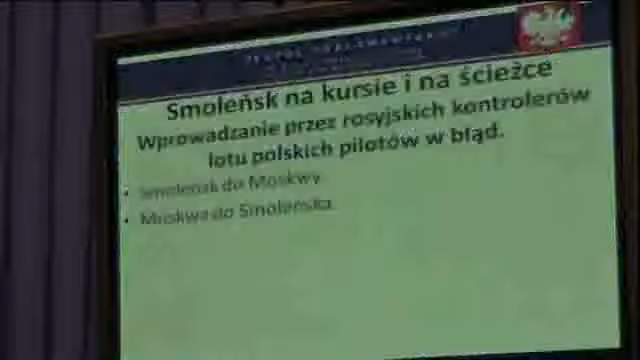 Smoleńsk na kursie i na ścieżce
Wprowadzanie przez rosyjskich kontrolerów
lotu polskich pilotów w błąd.
• Smoleńsk do Moskwy
• Moskwa do Smoleńska